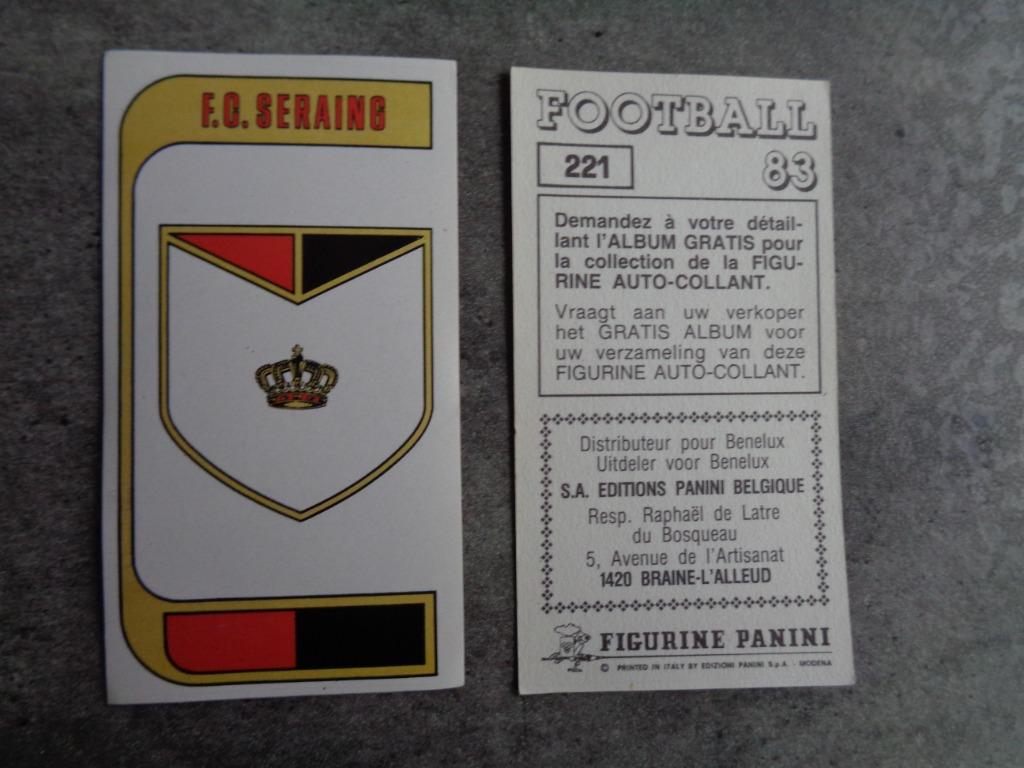 F.C. SERAING
FOOTBALL
221
83
Demandez à votre détail-
lant l'ALBUM GRATIS pour
la collection de la FIGU-
RINE AUTO-COLLANT.
Vraagt aan uw verkoper
het GRATIS ALBUM voor
uw verzameling van deze
FIGURINE AUTO-COLLANT.
Distributeur pour Benelux
Uitdeler voor Benelux
S.A. EDITIONS PANINI BELGIQUE
Resp. Raphaël de Latre
du Bosqueau
5, Avenue de l'Artisanat
1420 BRAINE-L'ALLEUD
FIGURINE PANINI
© PRINTED IN ITALY BY EDIZIONI PANINI S.p.A. - MODENA